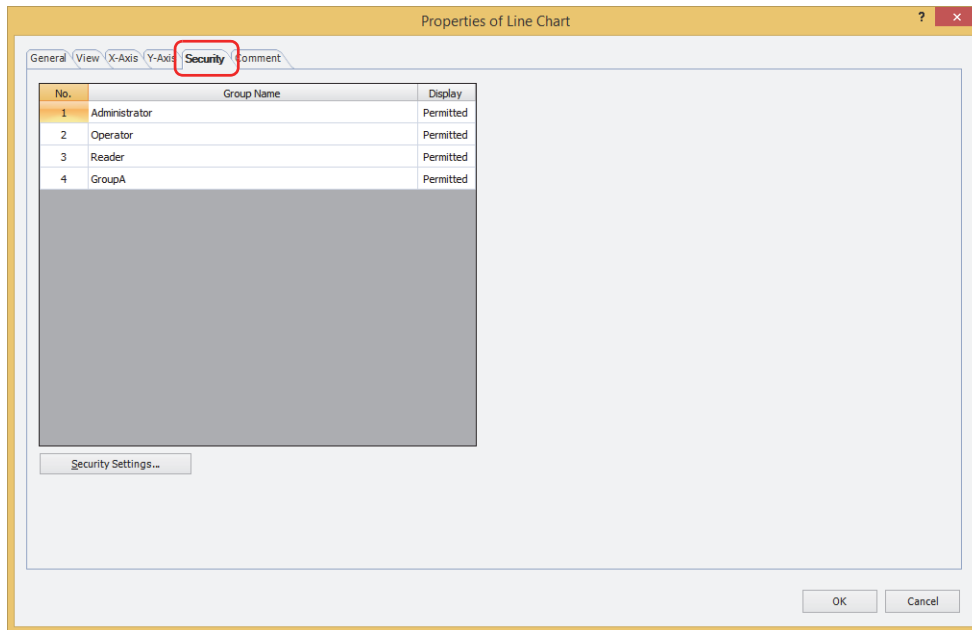 Properties of Line Chart
? ×
General View X-Axis Y-Axis Security Comment
No. Group Name Display
1 Administrator Permitted
2 Operator Permitted
3 Reader Permitted
4 GroupA Permitted
Security Settings...
OK Cancel